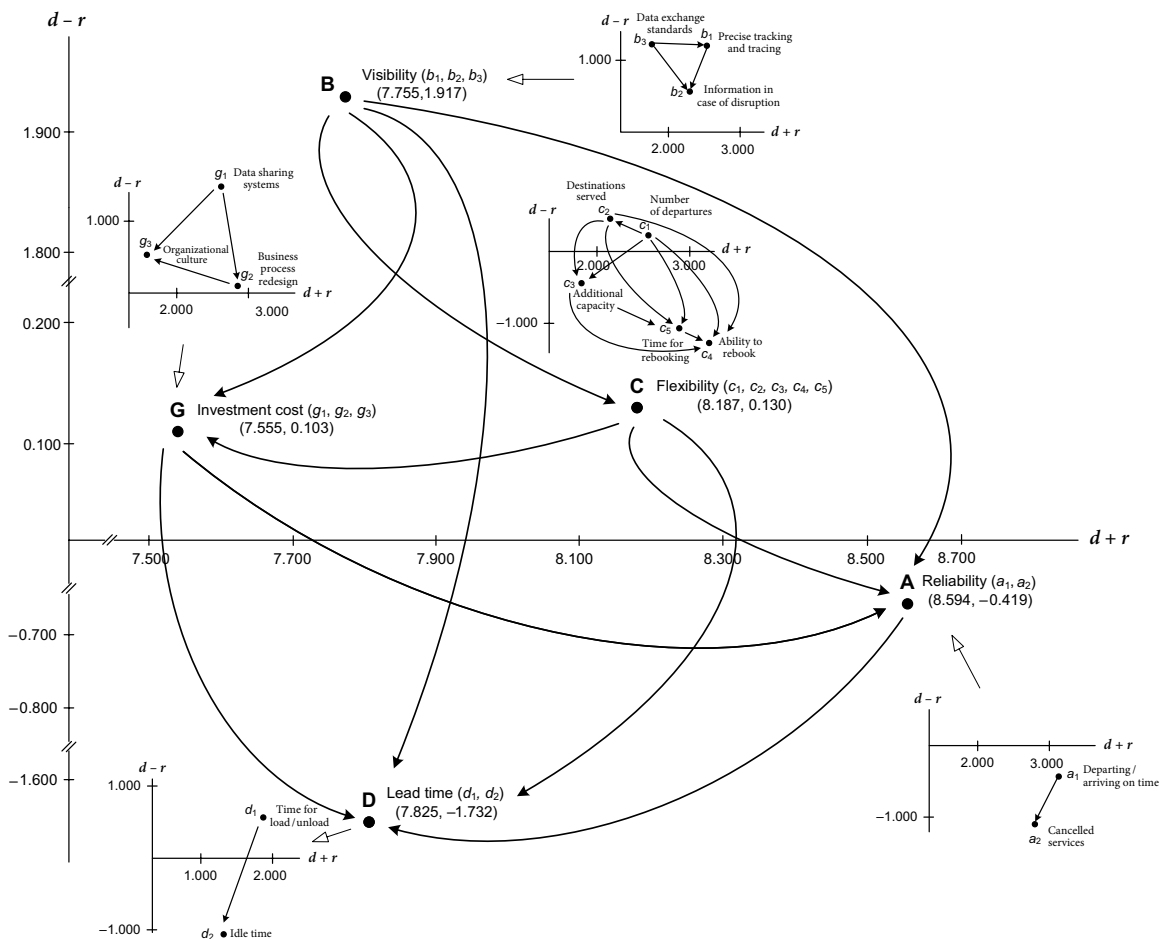 d – r
B
Visibility (b1, b2, b3)
(7.755,1.917)
d – r
Data exchange
standards
b3
b1
Precise tracking
and tracing
1.000
b2
Information in
case of disruption
d + r
2.000
3.000
1.900
1.800
0.200
0.100
d – r
g1
Data sharing
systems
1.000
g3
Organizational
culture
g2
Business
process
redesign
d + r
2.000
3.000
d – r
Destinations
served
c2
Number
of departures
c1
d + r
2.000
3.000
c3
Additional
capacity
–1.000
c5
Time for
rebooking
c4
Ability to
rebook
C
Flexibility (c1, c2, c3, c4, c5)
(8.187, 0.130)
G
Investment cost (g1, g2, g3)
(7.555, 0.103)
7.500
7.700
7.900
8.100
8.300
8.500
8.700
d + r
A
Reliability (a1, a2)
(8.594, –0.419)
–0.700
–0.800
–1.600
d – r
1.000
d1
Time for
load/unload
d + r
1.000
2.000
–1.000
d2
Idle time
D
Lead time (d1, d2)
(7.825, –1.732)
d – r
d + r
2.000
3.000
a1
Departing/
arriving on time
–1.000
a2
Cancelled
services